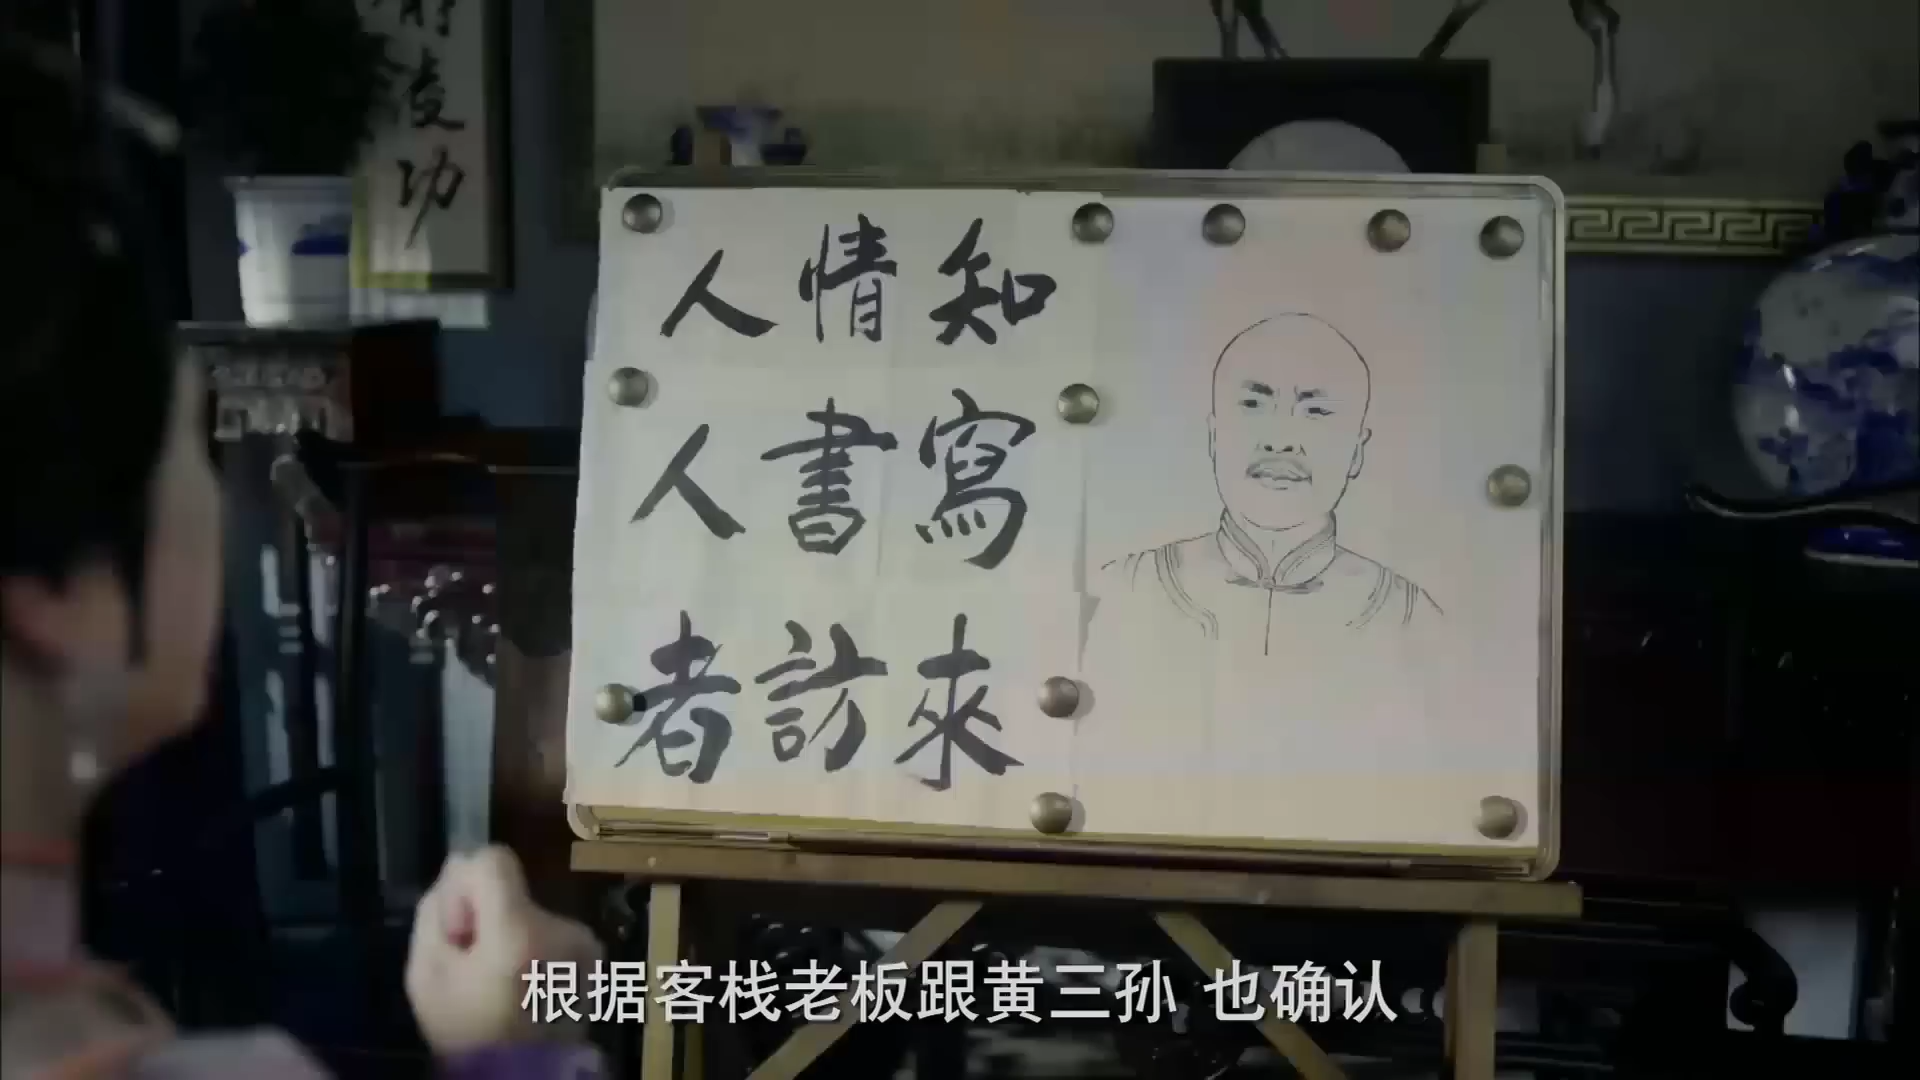 功
知情人
寫書人
來訪者
根据客栈老板跟黄三孙 也确认